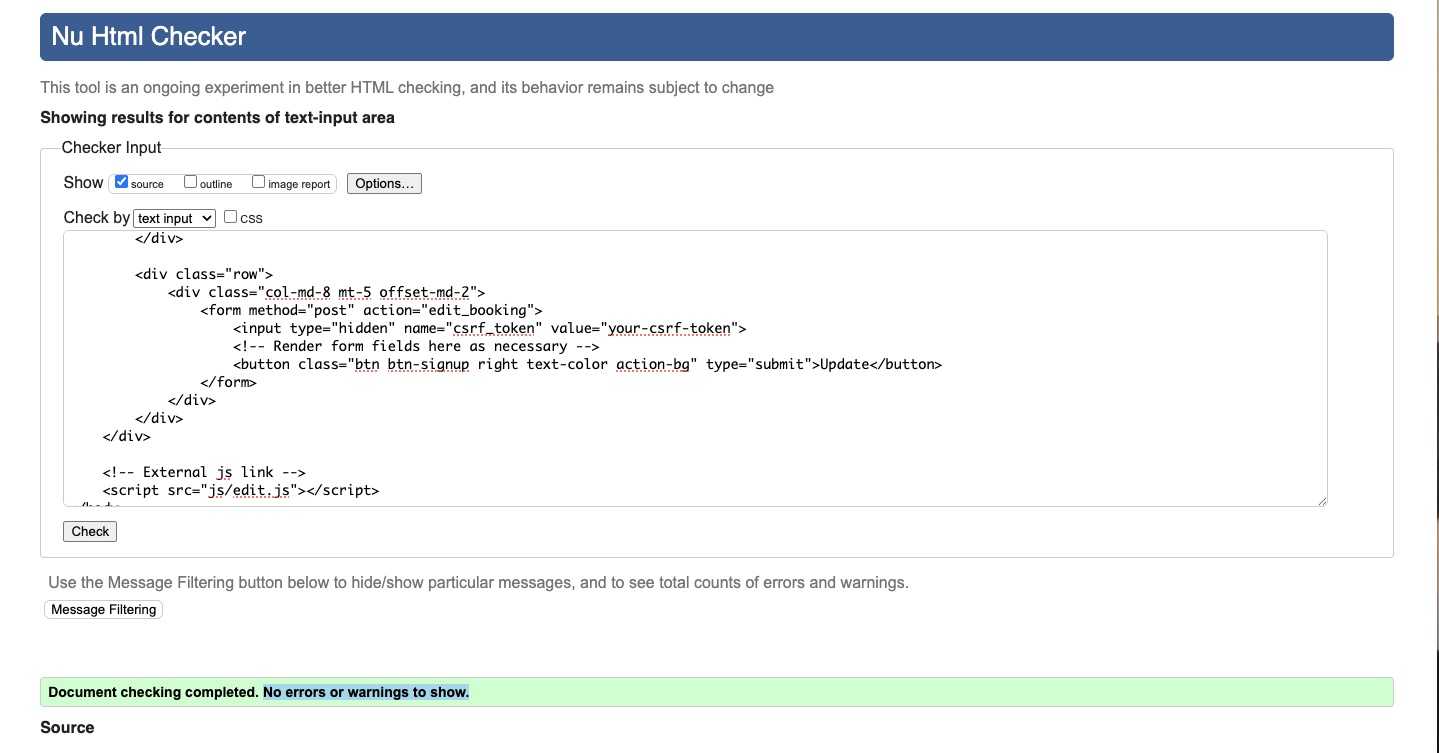 Nu Html Checker
This tool is an ongoing experiment in better HTML checking, and its behavior remains subject to change
Showing results for contents of text-input area
Checker Input
Show source outline image report Options...
Check by text input css
</div>
<div class="row">
<div class="col-md-8 mt-5 offset-md-2">
<form method="post" action="edit_booking">
<input type="hidden" name="csrf_token" value="your-csrf-token">
<!-- Render form fields here as necessary -->
<button class="btn btn-signup right text-color action-bg" type="submit">Update</button>
</form>
</div>
</div>
</div>
<!-- External js link -->
<script src="js/edit.js"></script>
Check
Use the Message Filtering button below to hide/show particular messages, and to see total counts of errors and warnings.
Message Filtering
Document checking completed. No errors or warnings to show.
Source